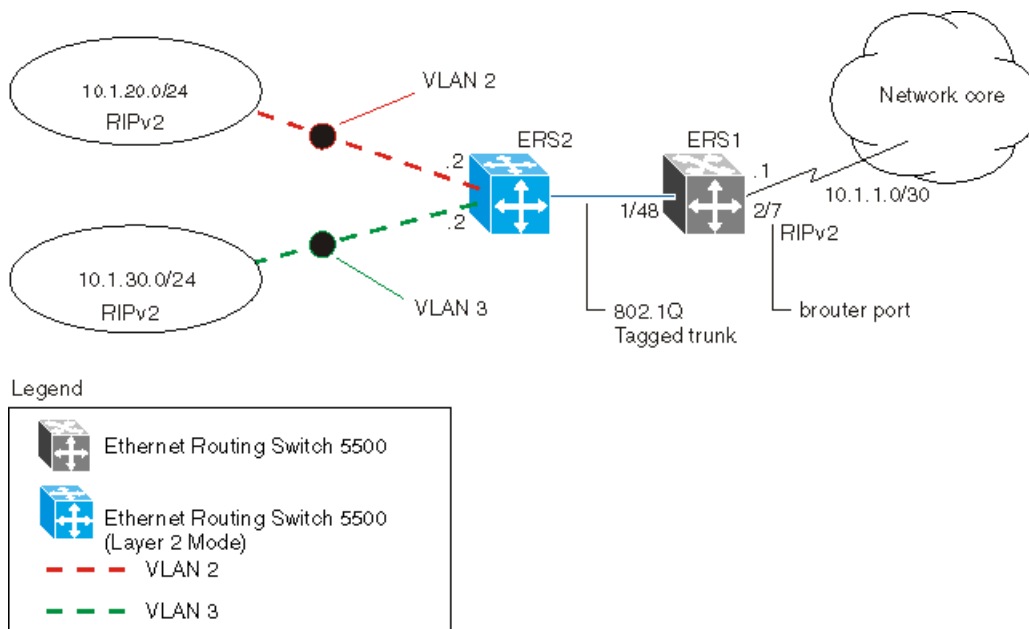 10.1.20.0/24
RIPv2
VLAN 2
Network core
ERS2
ERS1
.2
.1
10.1.1.0/30
.2
1/48
2/7
RIPv2
10.1.30.0/24
RIPv2
VLAN 3
802.1Q
Tagged trunk
brouter port
Legend
Ethernet Routing Switch 5500
Ethernet Routing Switch 5500
(Layer 2 Mode)
VLAN 2
VLAN 3